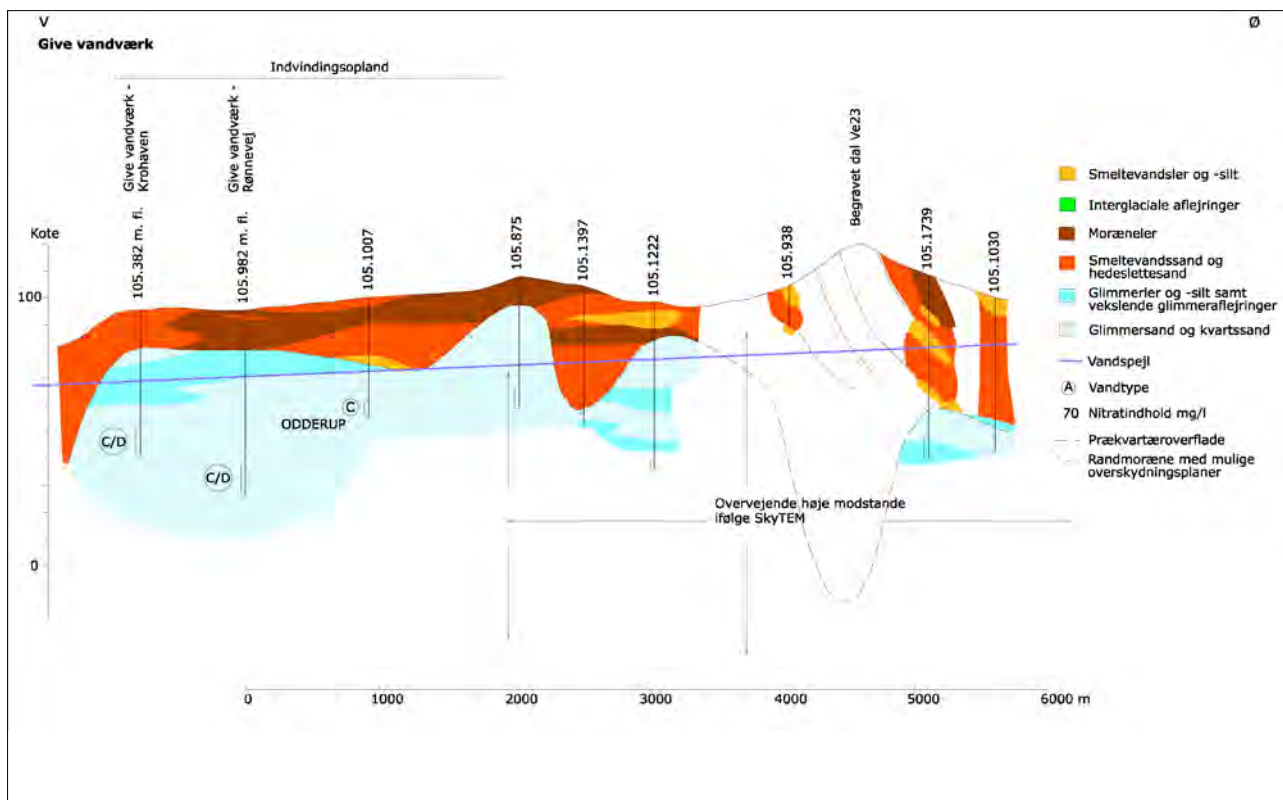 V
Ø
Give vandværk
Indvindingsopland
Give vandværk -
Krohaven
Give vandværk -
Rønnevej
Begravet dal Ve23
105.382 m. fl.
105.982 m. fl.
105.1007
105.875
105.1397
105.1222
105.938
105.1739
105.1030
Kote
100
0
C/D
C/D
C
ODDERUP
Overvejende høje modstande
ifølge SkyTEM
0
1000
2000
3000
4000
5000
6000 m
Smeltevandsler og -silt
Interglaciale aflejringer
Moræneler
Smeltevandssand og
hedeslettesand
Glimmerler og -silt samt
vekslende glimmeraflejringer
Glimmersand og kvartssand
Vandspejl
A Vandtype
70 Nitratindhold mg/l
Prækvartæroverflade
Randmoræne med mulige
overskydningsplaner